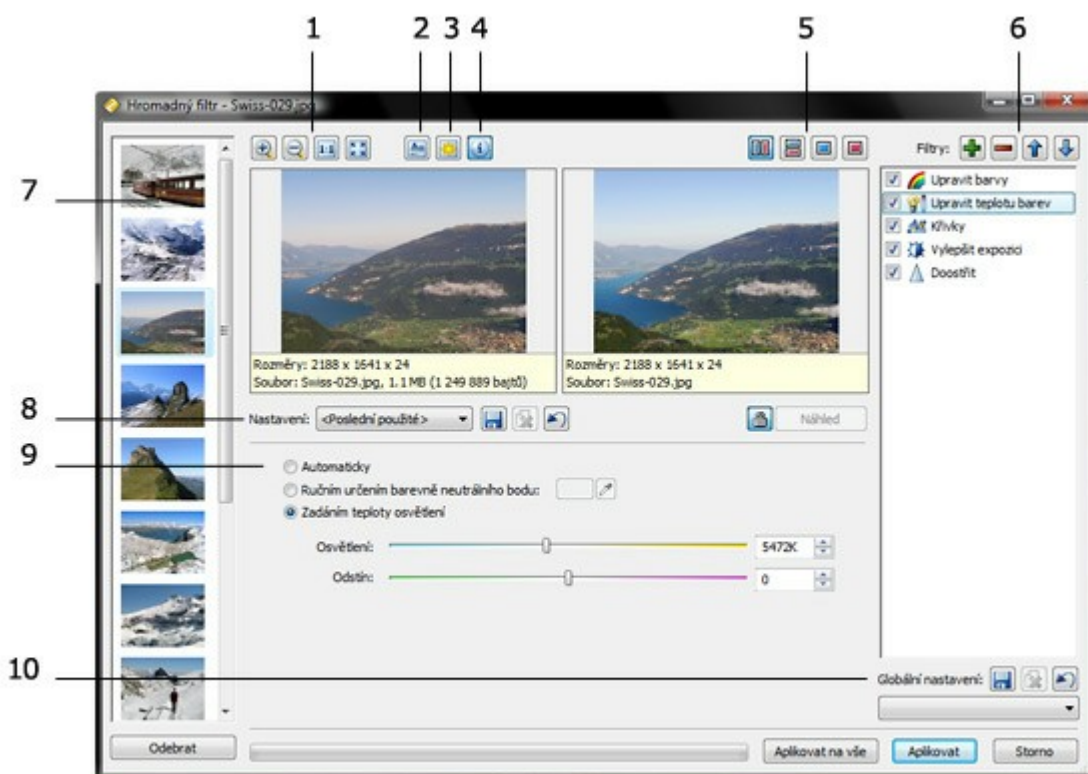 1 2 3 4 5 6
Hromadný filtr - Swiss-029.jpg
1:1
Filtry:
7
Upravit barvy
Upravit teplotu barev
Křivky
Vylepšit expozici
Doostřit
Rozměry: 2188 x 1641 x 24
Soubor: Swiss-029.jpg, 1.1 MB (1 249 889 bajtů)
Rozměry: 2188 x 1641 x 24
Soubor: Swiss-029.jpg
8
Nastavení: <Poslední použité>
Náhled
9
Automaticky
Ručním určením barevně neutrálního bodu:
Zadáním teploty osvětlení
Osvětlení: 5472K
Odstín: 0
10
Globální nastavení:
Odebrat
Aplikovat na vše
Aplikovat
Storno